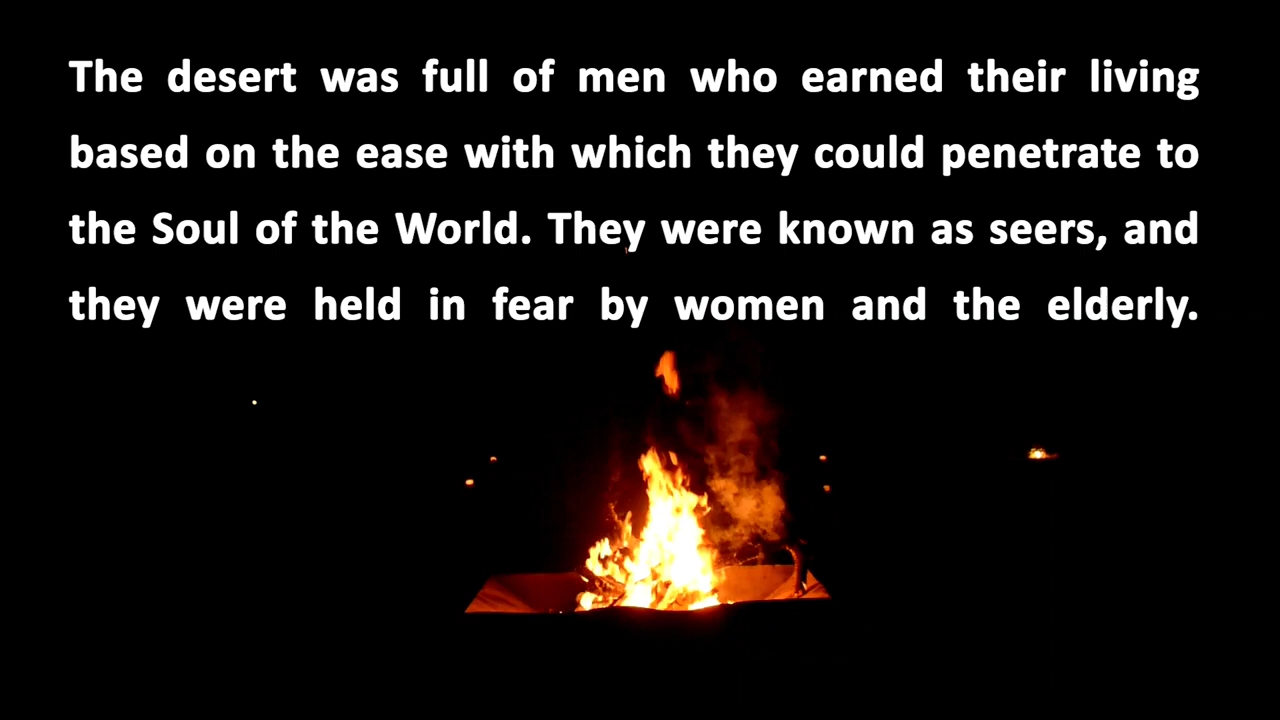 The desert was full of men who earned their living
based on the ease with which they could penetrate to
the Soul of the World. They were known as seers, and
they were held in fear by women and the elderly.